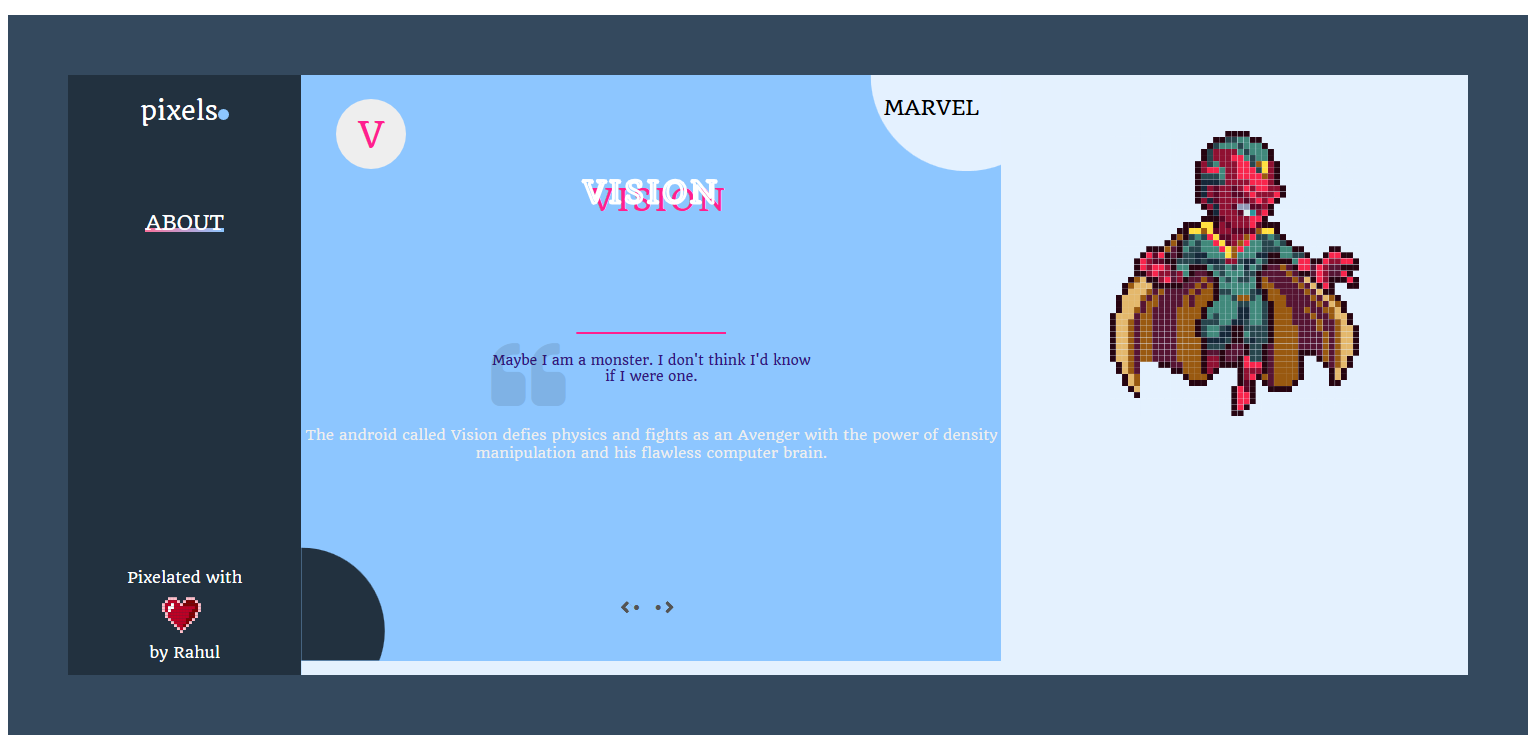 pixels
ABOUT
Pixelated with
by Rahul
V
MARVEL
VISION
VISION
Maybe I am a monster. I don't think I'd know
if I were one.
The android called Vision defies physics and fights as an Avenger with the power of density
manipulation and his flawless computer brain.